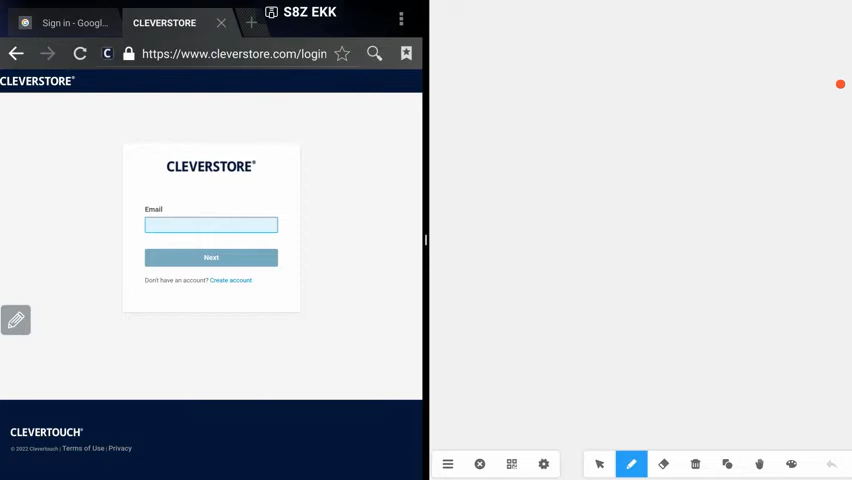 S8Z EKK
Sign in - Googl...
CLEVERSTORE
https://www.cleverstore.com/login
CLEVERSTORE®
CLEVERSTORE®
Email
Next
Don't have an account? Create account
CLEVERTOUCH®
© 2022 Clevertouch | Terms of Use | Privacy